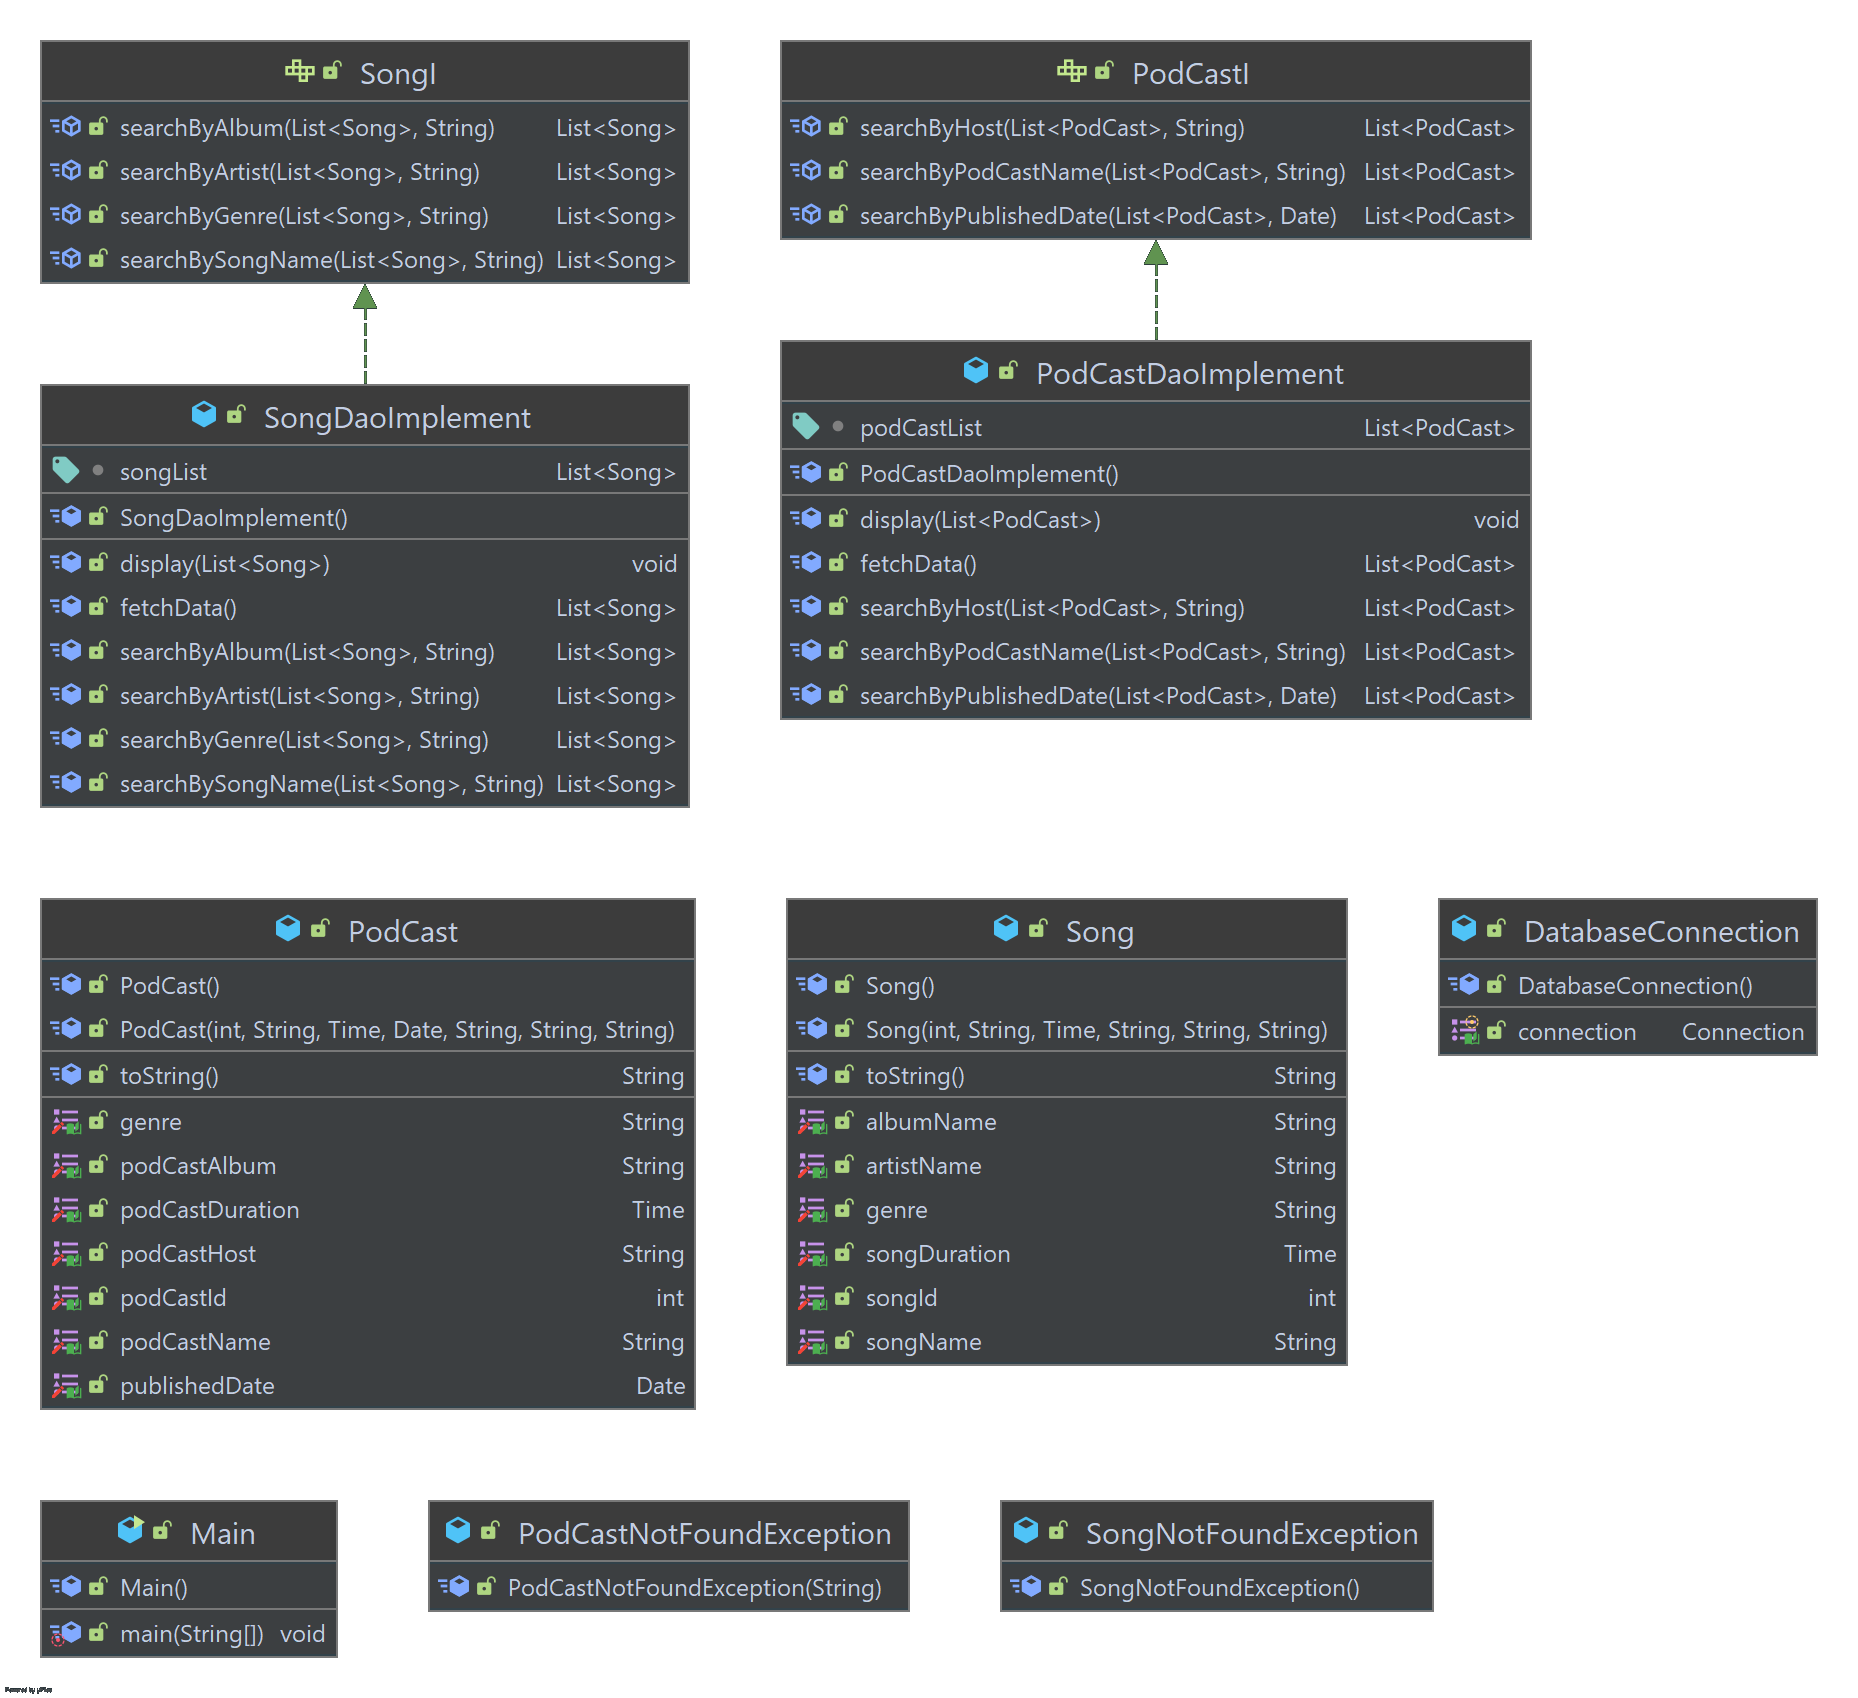 SongI
searchByAlbum(List<Song>, String) List<Song>
searchByArtist(List<Song>, String) List<Song>
searchByGenre(List<Song>, String) List<Song>
searchBySongName(List<Song>, String) List<Song>
PodCastI
searchByHost(List<PodCast>, String) List<PodCast>
searchByPodCastName(List<PodCast>, String) List<PodCast>
searchByPublishedDate(List<PodCast>, Date) List<PodCast>
SongDaoImplement
songList List<Song>
SongDaoImplement()
display(List<Song>) void
fetchData() List<Song>
searchByAlbum(List<Song>, String) List<Song>
searchByArtist(List<Song>, String) List<Song>
searchByGenre(List<Song>, String) List<Song>
searchBySongName(List<Song>, String) List<Song>
PodCastDaoImplement
podCastList List<PodCast>
PodCastDaoImplement()
display(List<PodCast>) void
fetchData() List<PodCast>
searchByHost(List<PodCast>, String) List<PodCast>
searchByPodCastName(List<PodCast>, String) List<PodCast>
searchByPublishedDate(List<PodCast>, Date) List<PodCast>
PodCast
PodCast()
PodCast(int, String, Time, Date, String, String, String)
toString() String
genre String
podCastAlbum String
podCastDuration Time
podCastHost String
podCastId int
podCastName String
publishedDate Date
Song
Song()
Song(int, String, Time, String, String, String)
toString() String
albumName String
artistName String
genre String
songDuration Time
songId int
songName String
DatabaseConnection
DatabaseConnection()
connection Connection
Main
Main()
main(String[]) void
PodCastNotFoundException
PodCastNotFoundException(String)
SongNotFoundException
SongNotFoundException()
Powered by yFiles